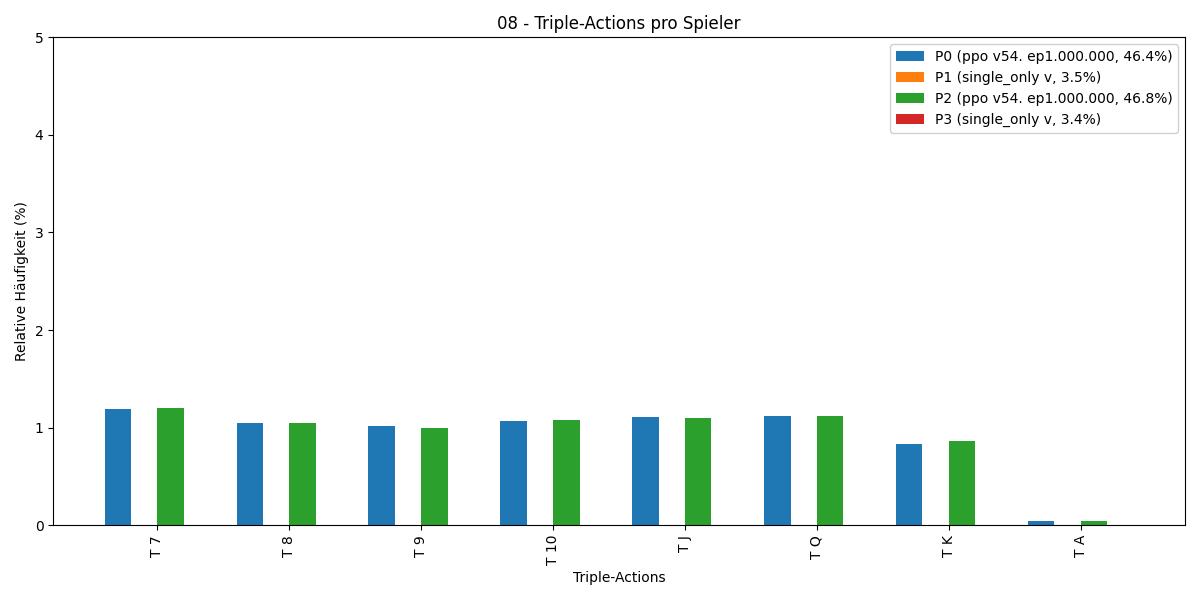 08 - Triple-Actions pro Spieler
P0 (ppo v54. ep1.000.000, 46.4%)
P1 (single_only v, 3.5%)
P2 (ppo v54. ep1.000.000, 46.8%)
P3 (single_only v, 3.4%)
Relative Häufigkeit (%)
5
4
3
2
1
0
T 7
T 8
T 9
T 10
T J
T Q
T K
T A
Triple-Actions